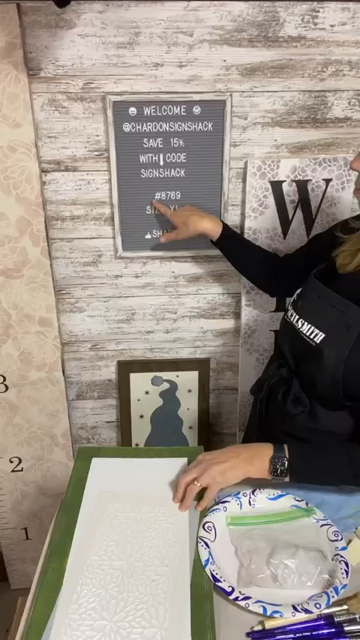 WELCOME
@CHARDONSIGNSHACK
SAVE 15%
WITH CODE
SIGNSHACK
#8769
W
3
2
1